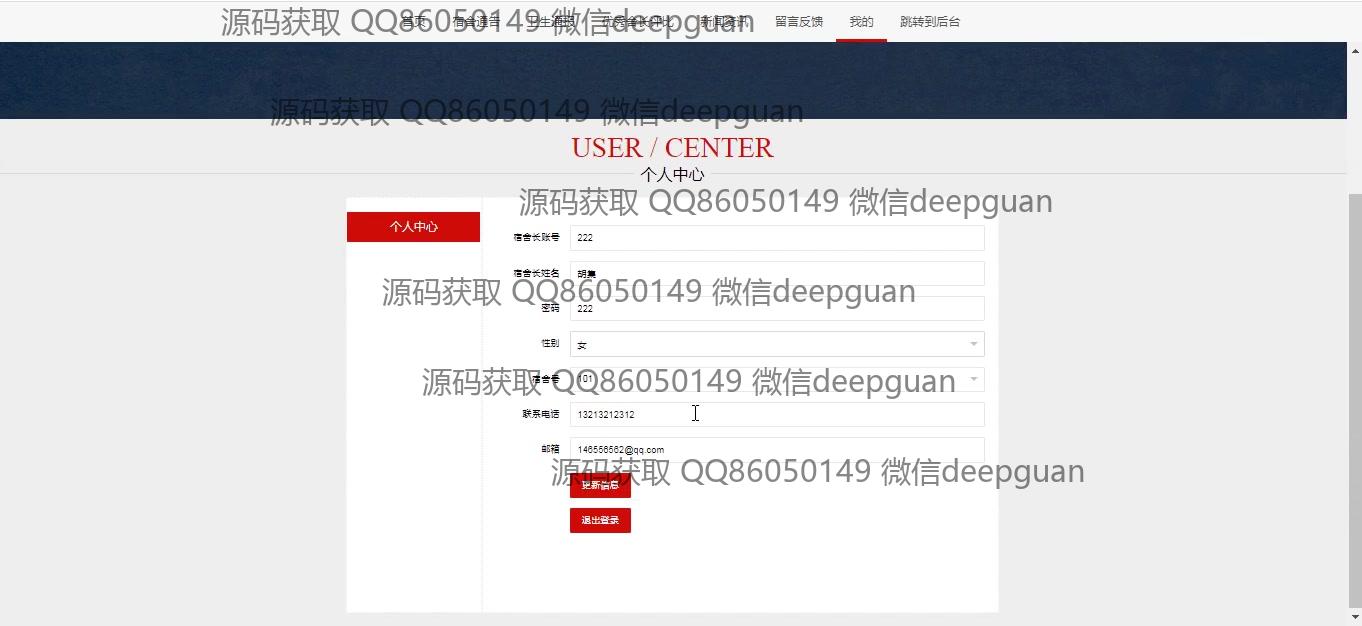 首页 宿舍通告 卫生通报 优秀舍长评比 新闻资讯 留言反馈 我的 跳转到后台
源码获取 QQ86050149 微信deepguan
源码获取 QQ86050149 微信deepguan
USER / CENTER
个人中心
源码获取 QQ86050149 微信deepguan
个人中心
宿舍长账号 222
宿舍长姓名 胡集
源码获取 QQ86050149 微信deepguan
密码 222
性别 女
宿舍号 101
源码获取 QQ86050149 微信deepguan
联系电话 13213212312
邮箱 146556562@qq.com
源码获取 QQ86050149 微信deepguan
更新信息
退出登录